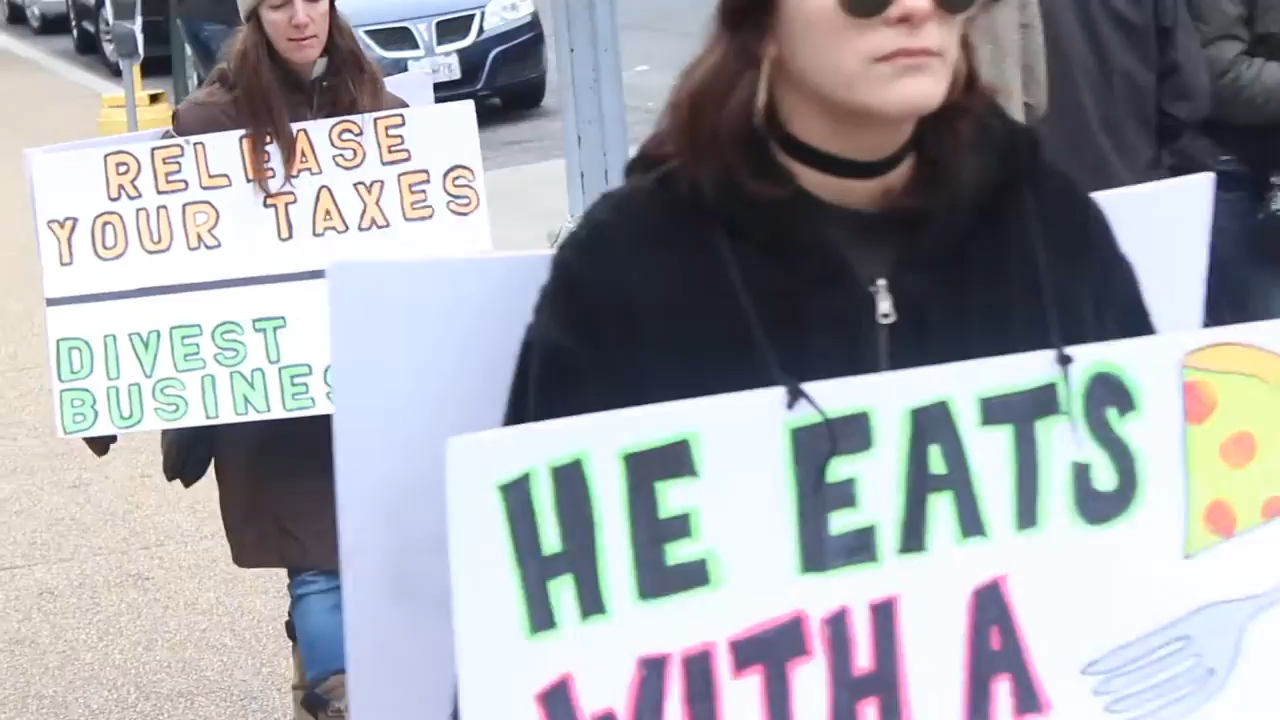 RELEASE
YOUR TAXES
DIVEST
BUSINES
HE EATS
WITH A